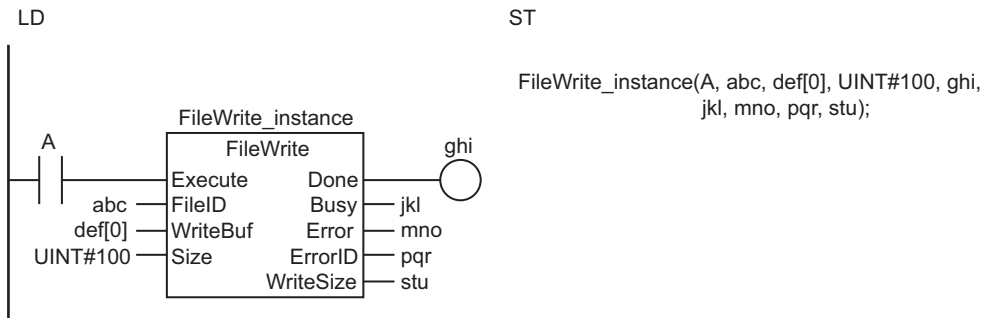 LD
ST
FileWrite_instance(A, abc, def[0], UINT#100, ghi,
jkl, mno, pqr, stu);
FileWrite_instance
A
FileWrite
ghi
Execute Done
abc FileID Busy jkl
def[0] WriteBuf Error mno
UINT#100 Size ErrorID pqr
WriteSize stu